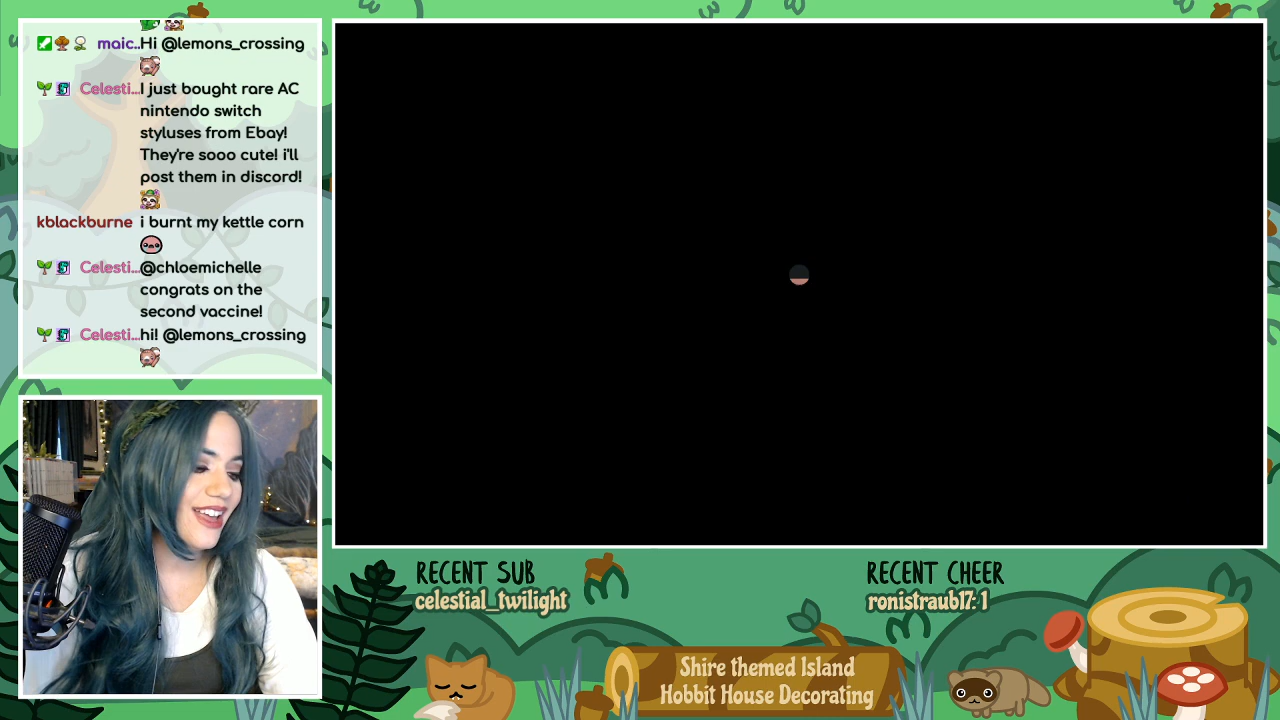 maic..Hi @lemons_crossing
Celesti...I just bought rare AC
nintendo switch
styluses from Ebay!
They're sooo cute! i'll
post them in discord!
kblackburne i burnt my kettle corn
Celesti...@chloemichelle
congrats on the
second vaccine!
Celesti...hi! @lemons_crossing
RECENT SUB
celestial_twilight
RECENT CHEER
ronistraub17: 1
Shire themed Island
Hobbit House Decorating